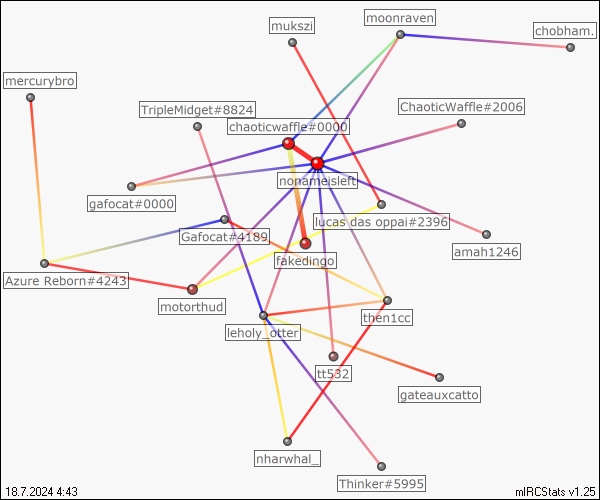 mukszi
moonraven
chobham.
mercurybro
TripleMidget#8824
ChaoticWaffle#2006
chaoticwaffle#0000
nonameisleft
gafocat#0000
lucas das oppai#2396
Gafocat#4189
amah1246
fakedingo
Azure Reborn#4243
motorthud
then1cc
leholy_otter
tt532
gateauxcatto
nharwhal_
Thinker#5995
18.7.2024 4:43
mIRCStats v1.25